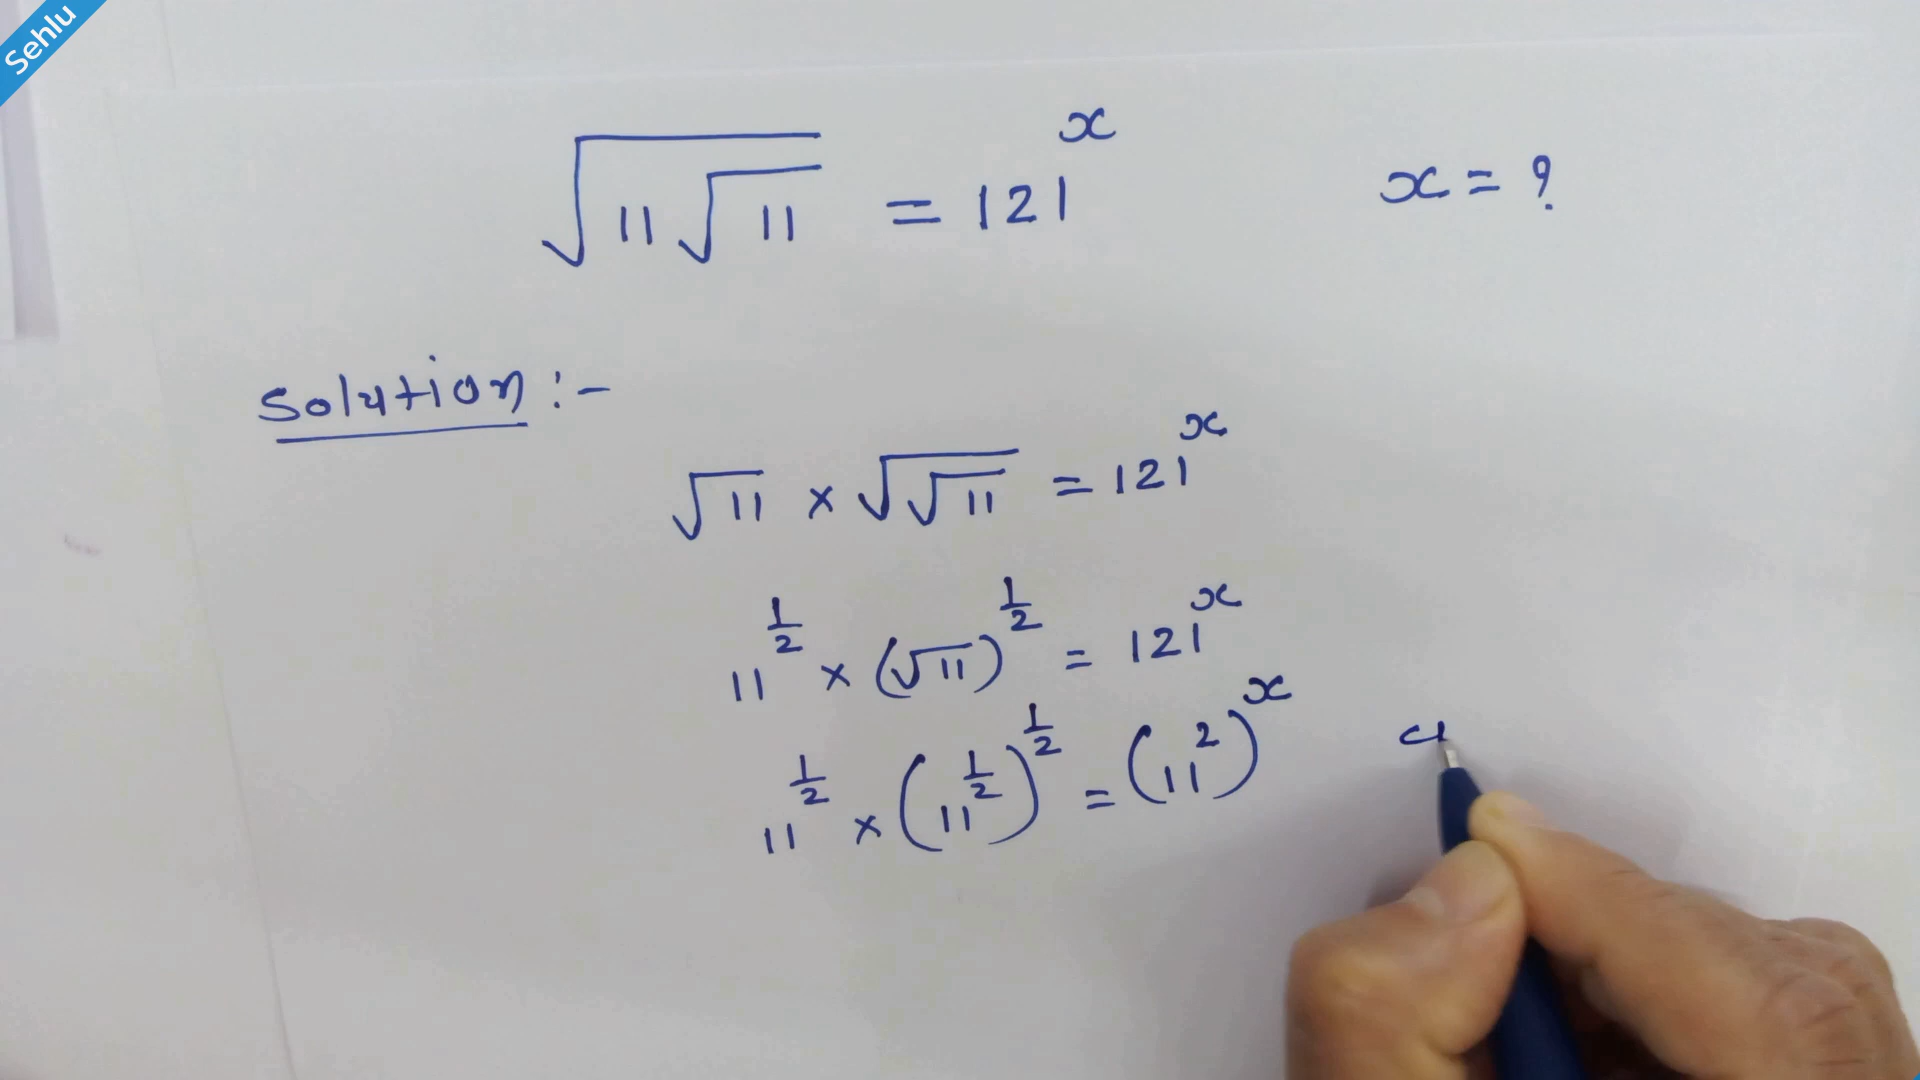 Sehlu
√(11√11) = 121^x x = ?
Solution :-
√11 × √(√11) = 121^x
11^(1/2) × (√11)^(1/2) = 121^x
11^(1/2) × (11^(1/2))^(1/2) = (11^2)^x